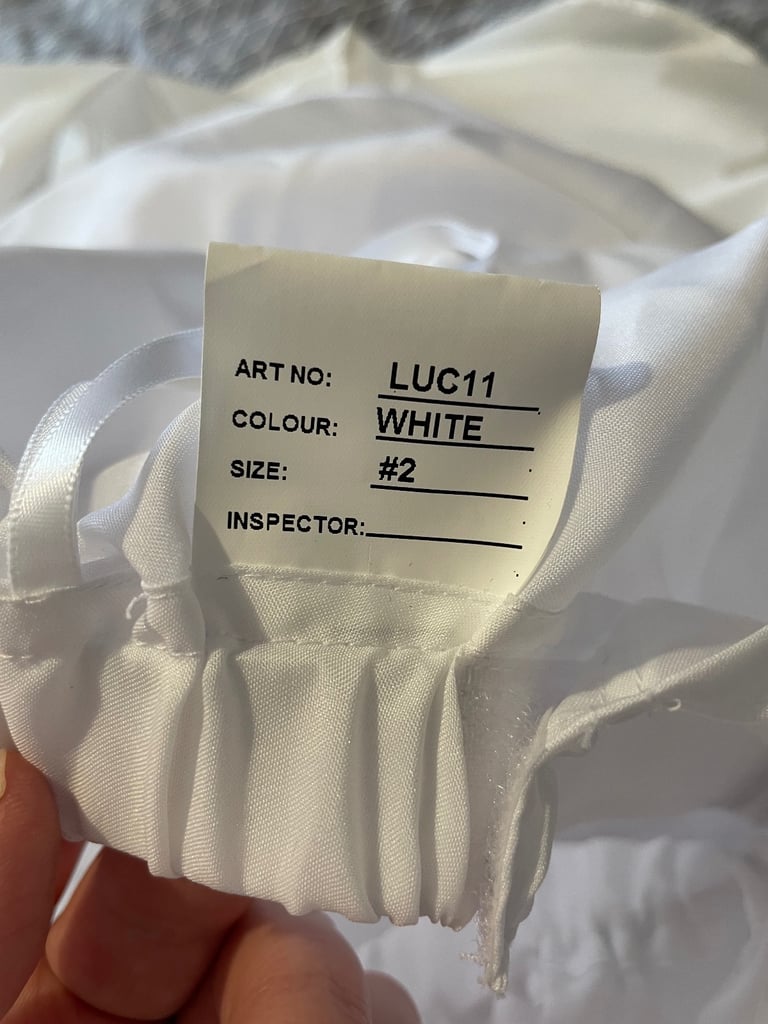 ART NO: LUC11
COLOUR: WHITE
SIZE: #2
INSPECTOR: